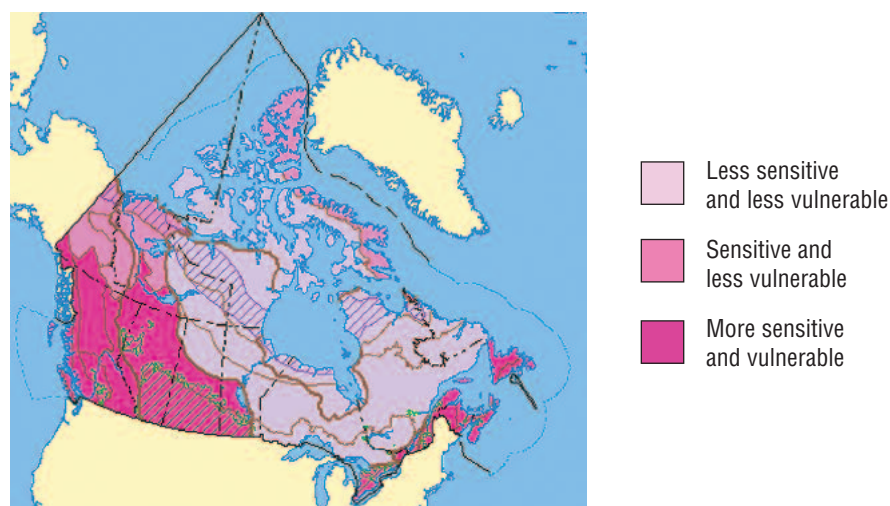 Less sensitive
and less vulnerable
Sensitive and
less vulnerable
More sensitive
and vulnerable